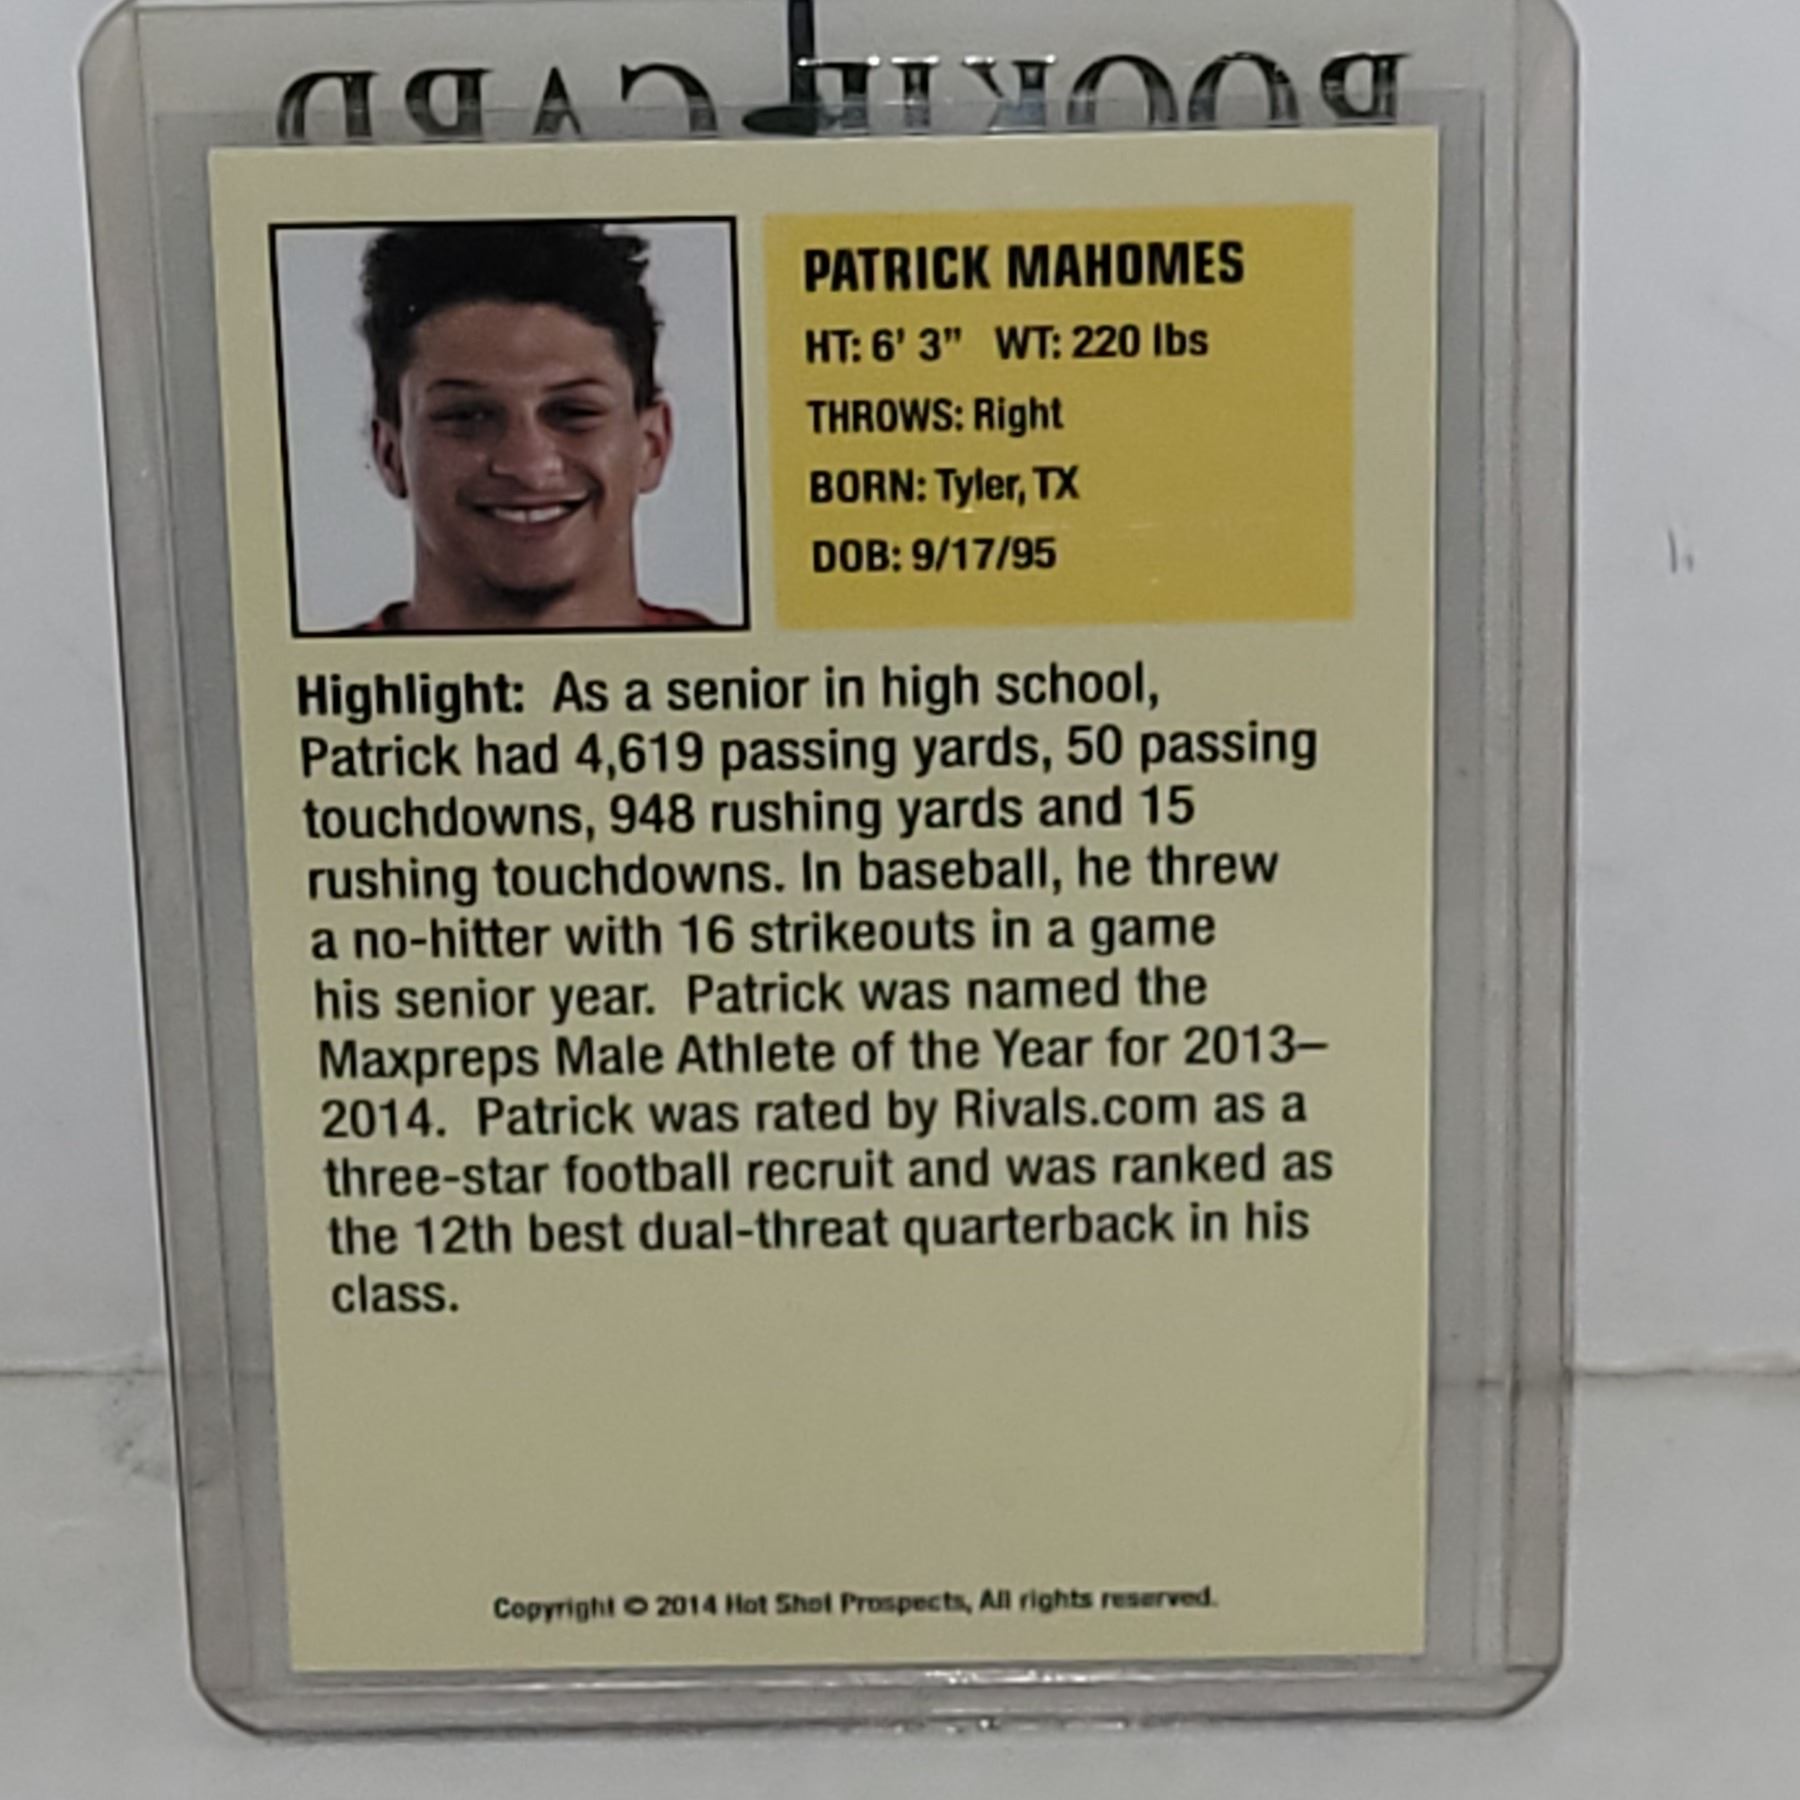 ROOKIE CARD
PATRICK MAHOMES
HT: 6' 3” WT: 220 lbs
THROWS: Right
BORN: Tyler, TX
DOB: 9/17/95
Highlight: As a senior in high school,
Patrick had 4,619 passing yards, 50 passing
touchdowns, 948 rushing yards and 15
rushing touchdowns. In baseball, he threw
a no-hitter with 16 strikeouts in a game
his senior year. Patrick was named the
Maxpreps Male Athlete of the Year for 2013–
2014. Patrick was rated by Rivals.com as a
three-star football recruit and was ranked as
the 12th best dual-threat quarterback in his
class.
Copyright © 2014 Hot Shot Prospects, All rights reserved.